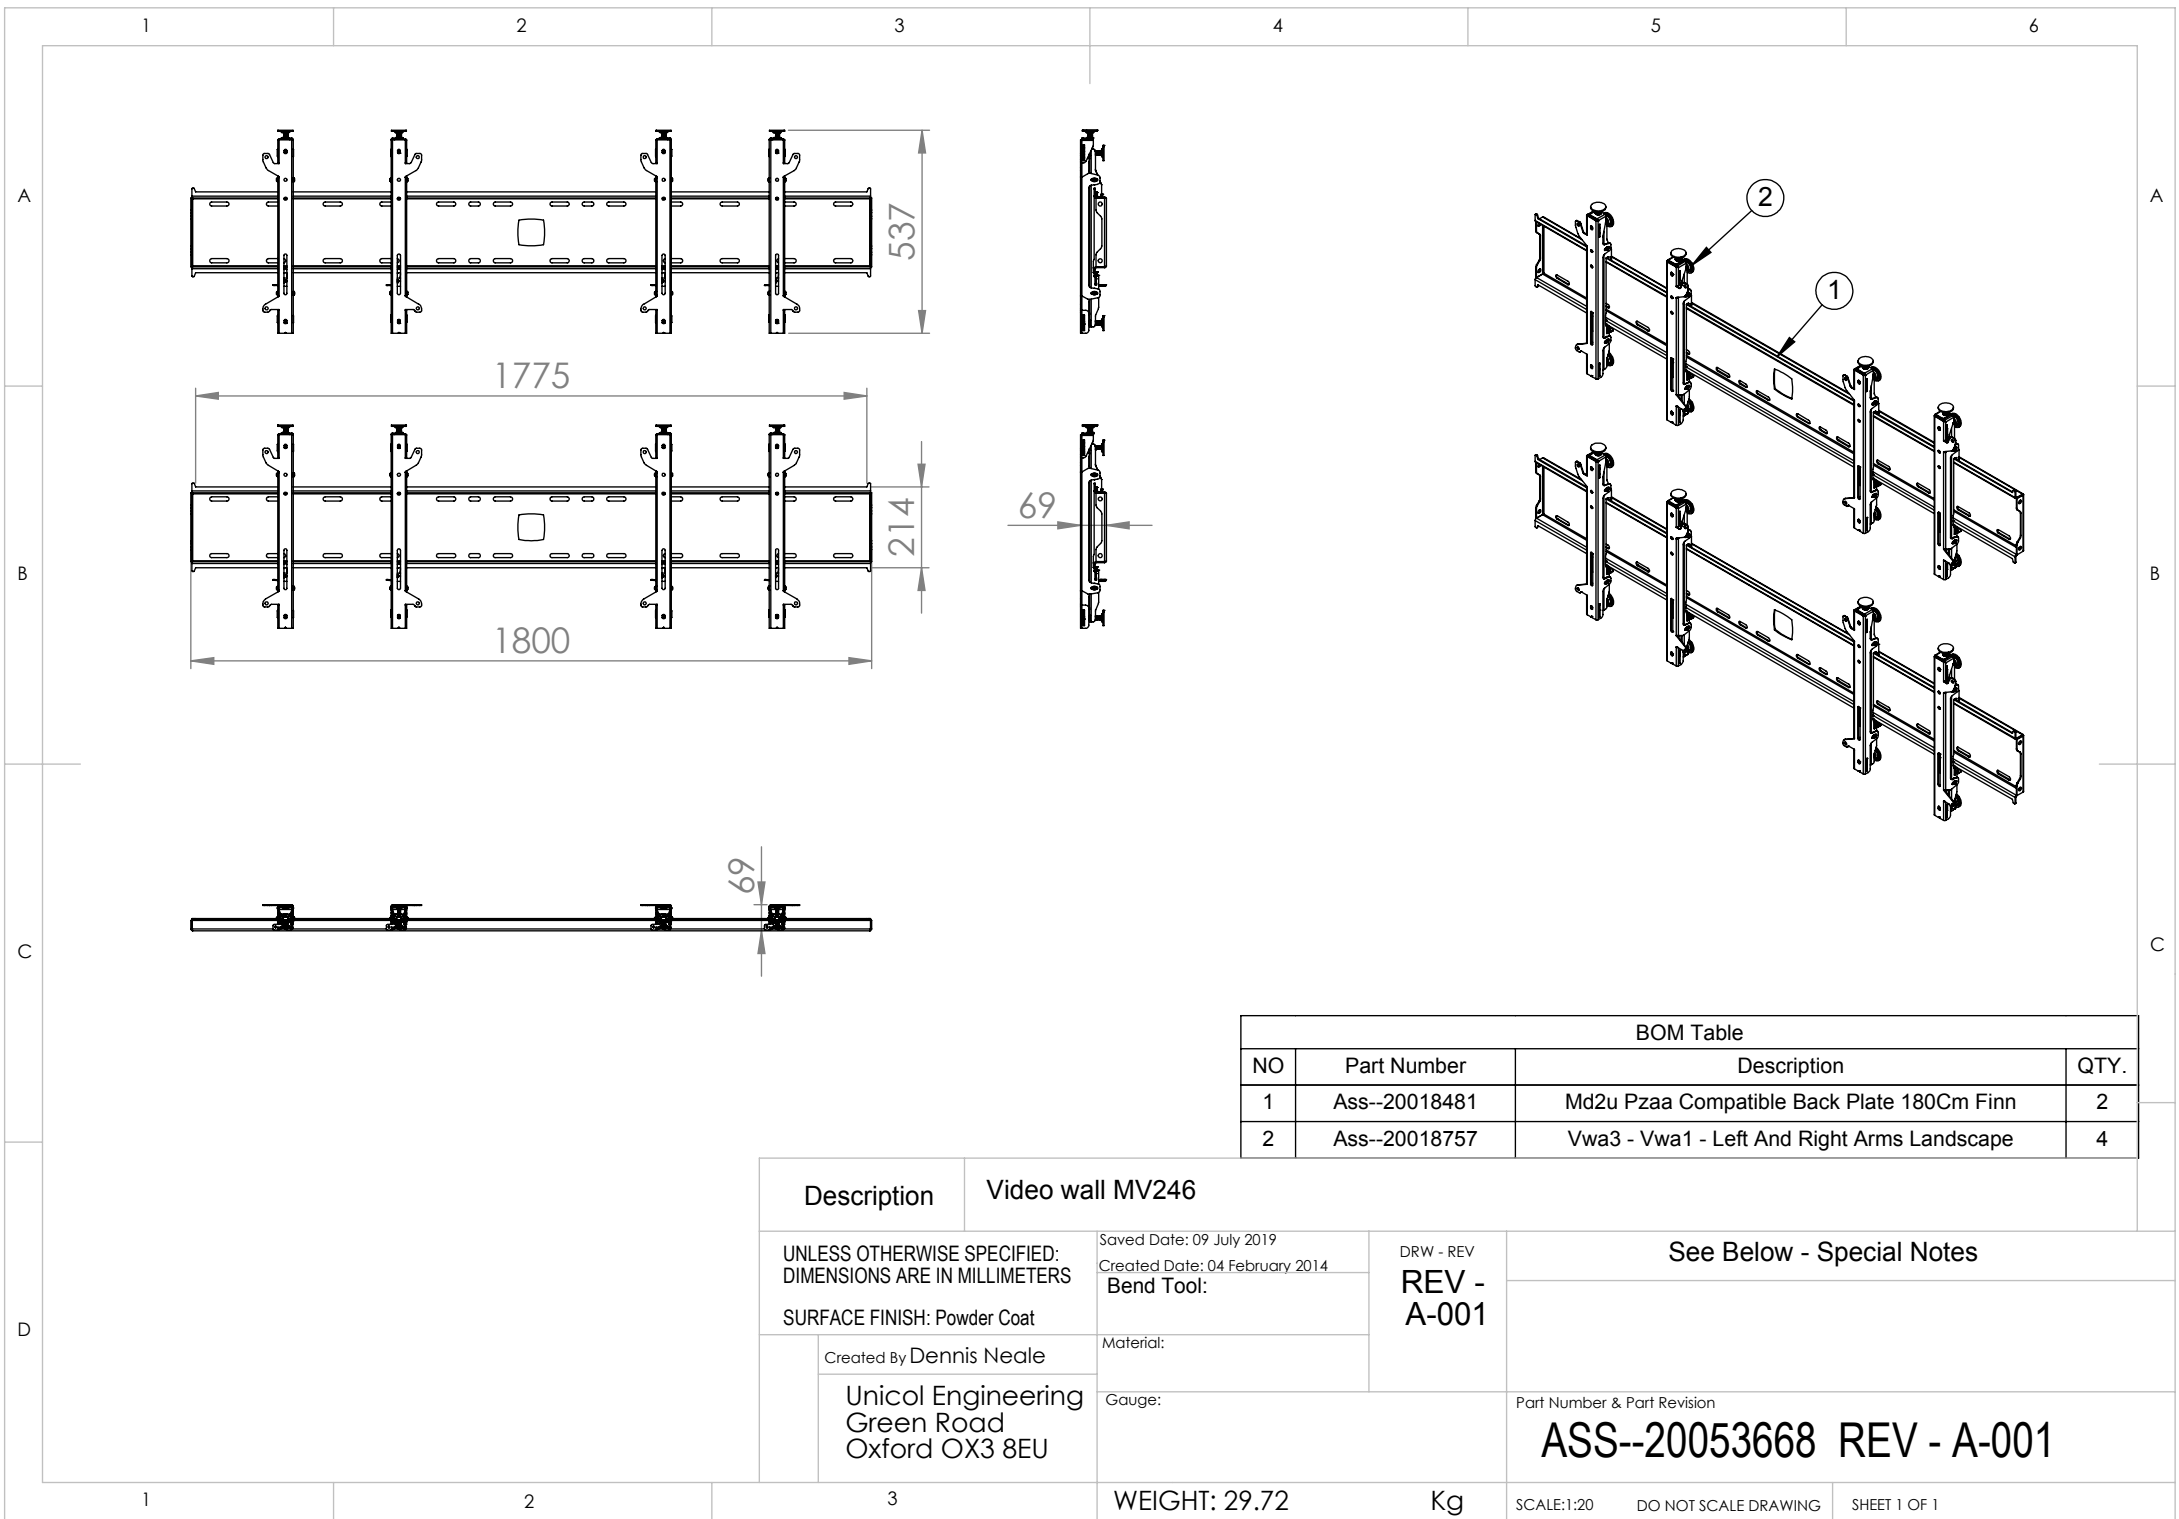 1 2 3 4 5 6
A A
537
2
1
1775
214
69
B B
1800
69
C C
BOM Table
NO Part Number Description QTY.
1 Ass--20018481 Md2u Pzaa Compatible Back Plate 180Cm Finn 2
2 Ass--20018757 Vwa3 - Vwa1 - Left And Right Arms Landscape 4
Description Video wall MV246
UNLESS OTHERWISE SPECIFIED:
DIMENSIONS ARE IN MILLIMETERS
SURFACE FINISH: Powder Coat
Saved Date: 09 July 2019
Created Date: 04 February 2014
Bend Tool:
DRW - REV
REV -
A-001
See Below - Special Notes
D D
Created By Dennis Neale
Material:
Unicol Engineering
Green Road
Oxford OX3 8EU
Gauge:
Part Number & Part Revision
ASS--20053668 REV - A-001
1 2 3
WEIGHT: 29.72 Kg
SCALE:1:20 DO NOT SCALE DRAWING SHEET 1 OF 1